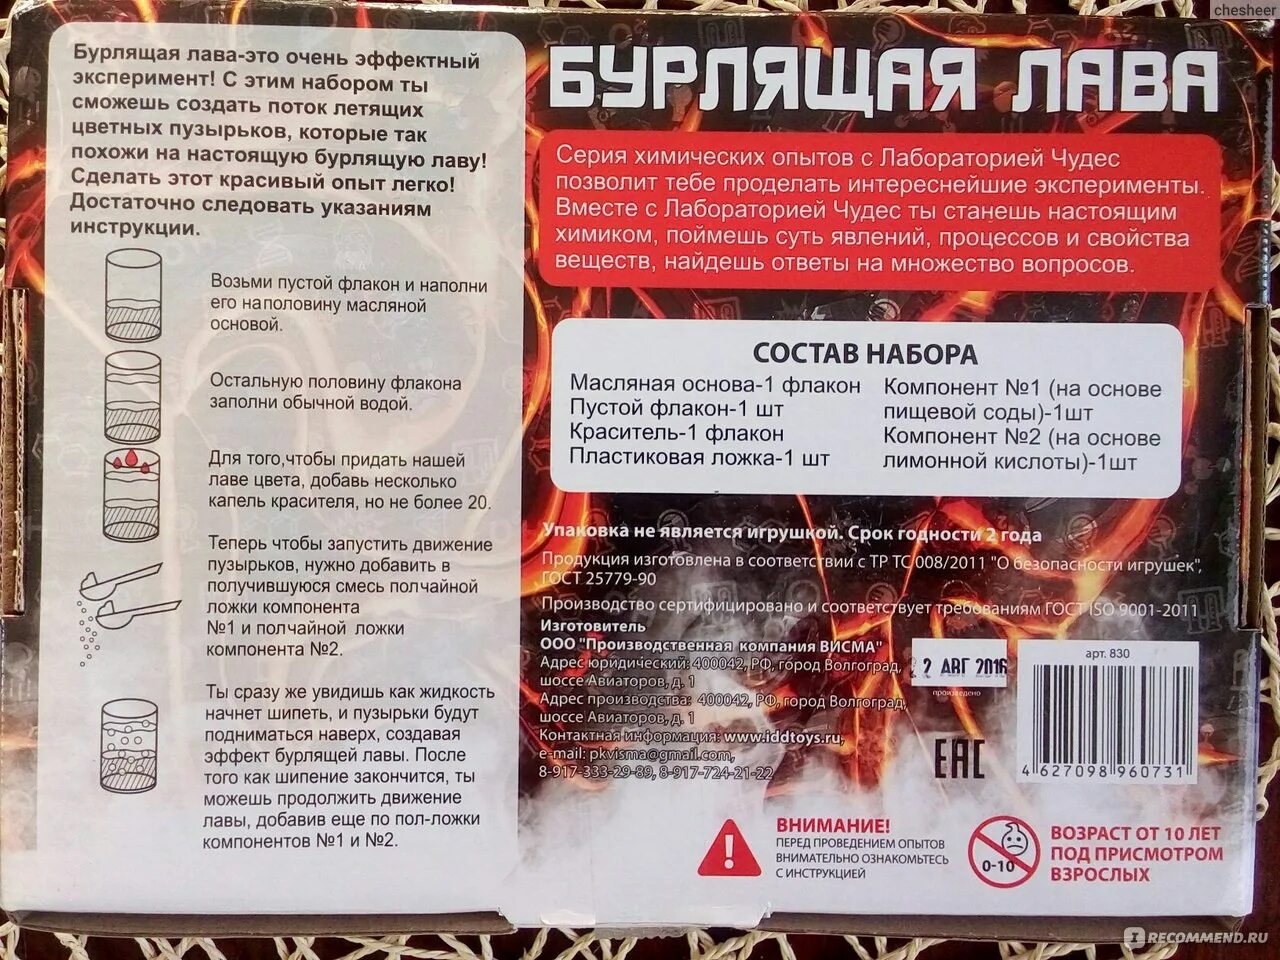 chesheer
Бурлящая лава-это очень эффектный
эксперимент! С этим набором ты
сможешь создать поток летящих
цветных пузырьков, которые так
похожи на настоящую бурлящую лаву!
Сделать этот красивый опыт легко!
Достаточно следовать указаниям
инструкции.
Возьми пустой флакон и наполни
его наполовину масляной
основой.
Остальную половину флакона
заполни обычной водой.
Для того,чтобы придать нашей
лаве цвета, добавь несколько
капель красителя, но не более 20.
Теперь чтобы запустить движение
пузырьков, нужно добавить в
получившуюся смесь полчайной
ложки компонента
№1 и полчайной ложки
компонента №2.
Ты сразу же увидишь как жидкость
начнет шипеть, и пузырьки будут
подниматься наверх, создавая
эффект бурлящей лавы. После
того как шипение закончится, ты
можешь продолжить движение
лавы, добавив еще по пол-ложки
компонентов №1 и №2.
БУРЛЯЩАЯ ЛАВА
Серия химических опытов с Лабораторией Чудес
позволит тебе проделать интереснейшие эксперименты.
Вместе с Лабораторией Чудес ты станешь настоящим
химиком, поймешь суть явлений, процессов и свойства
веществ, найдешь ответы на множество вопросов.
СОСТАВ НАБОРА
Масляная основа-1 флакон
Пустой флакон-1 шт
Краситель-1 флакон
Пластиковая ложка-1 шт
Компонент №1 (на основе
пищевой соды)-1шт
Компонент №2 (на основе
лимонной кислоты)-1шт
Упаковка не является игрушкой. Срок годности 2 года
Продукция изготовлена в соответствии с ТР ТС 008/2011 "О безопасности игрушек",
ГОСТ 25779-90
Производство сертифицировано и соответствует требованиям ГОСТ ISO 9001-2011
Изготовитель
ООО "Производственная компания ВИСМА"
Адрес юридический: 400042, РФ, город Волгоград,
шоссе Авиаторов, д. 1
Адрес производства: 400042, РФ, город Волгоград,
шоссе Авиаторов, д. 1
Контактная информация: www.iddtoys.ru,
e-mail: pkvisma@gmail.com,
8-917-333-29-89, 8-917-724-21-22
22 АВГ 2016
произведено
ЕАС
арт. 830
4 627098 960731
ВНИМАНИЕ!
ПЕРЕД ПРОВЕДЕНИЕМ ОПЫТОВ
ВНИМАТЕЛЬНО ОЗНАКОМЬТЕСЬ
С ИНСТРУКЦИЕЙ
0-10
ВОЗРАСТ ОТ 10 ЛЕТ
ПОД ПРИСМОТРОМ
ВЗРОСЛЫХ
IRECOMMEND.RU